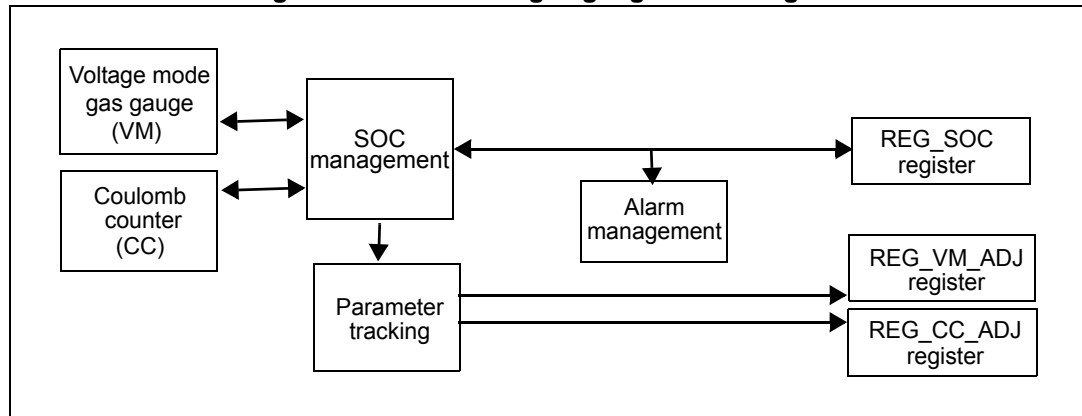 Voltage mode
gas gauge
(VM)
Coulomb
counter
(CC)
SOC
management
Parameter
tracking
Alarm
management
REG_SOC
register
REG_VM_ADJ
register
REG_CC_ADJ
register